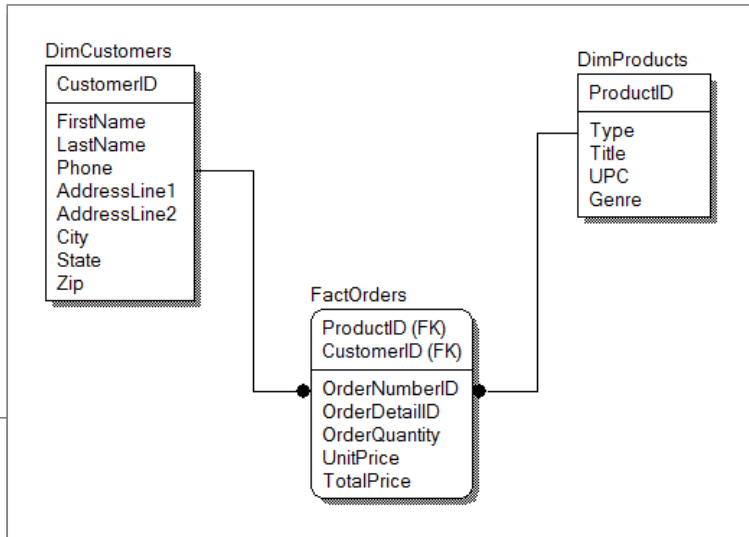 DimCustomers
CustomerID
FirstName
LastName
Phone
AddressLine1
AddressLine2
City
State
Zip
DimProducts
ProductID
Type
Title
UPC
Genre
FactOrders
ProductID (FK)
CustomerID (FK)
OrderNumberID
OrderDetailID
OrderQuantity
UnitPrice
TotalPrice